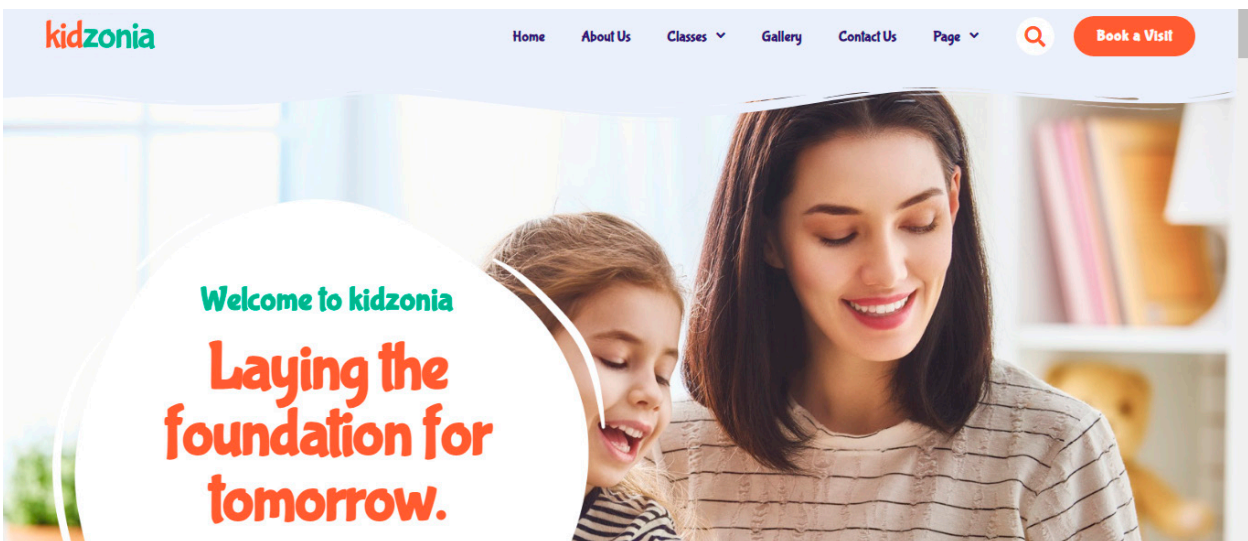 kidzonia
Home About Us Classes Gallery Contact Us Page Book a Visit
Welcome to kidzonia
Laying the
foundation for
tomorrow.